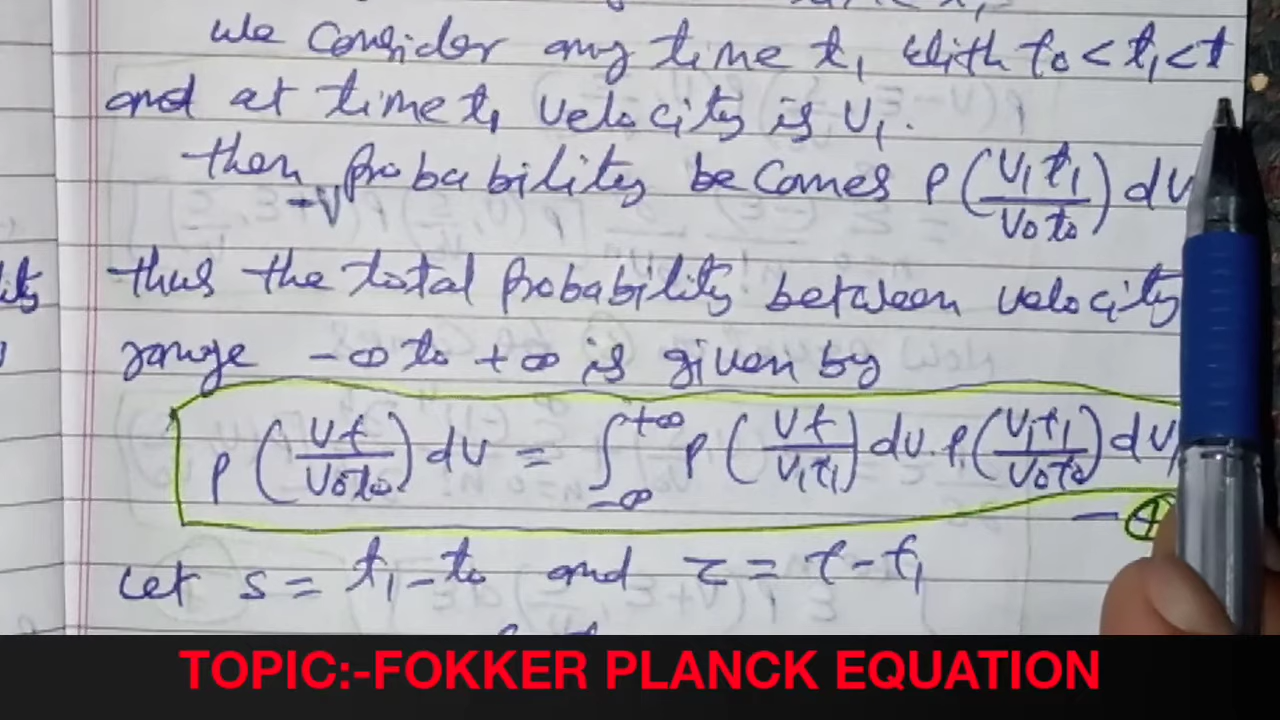 we consider any time t₁ with t₀ < t₁ < t
and at time t₁ velocity is v₁.
then probability becomes P(v₁t₁/v₀t₀) dv
thus the total probability between velocity
range -∞ to +∞ is given by
P(vt/v₀t₀) dv = ∫₋∞⁺∞ P(vt/v₁t₁) dv. P(v₁t₁/v₀t₀) dv₁
- ④
Let s = t₁ - t₀ and τ = t - t₁
TOPIC:-FOKKER PLANCK EQUATION